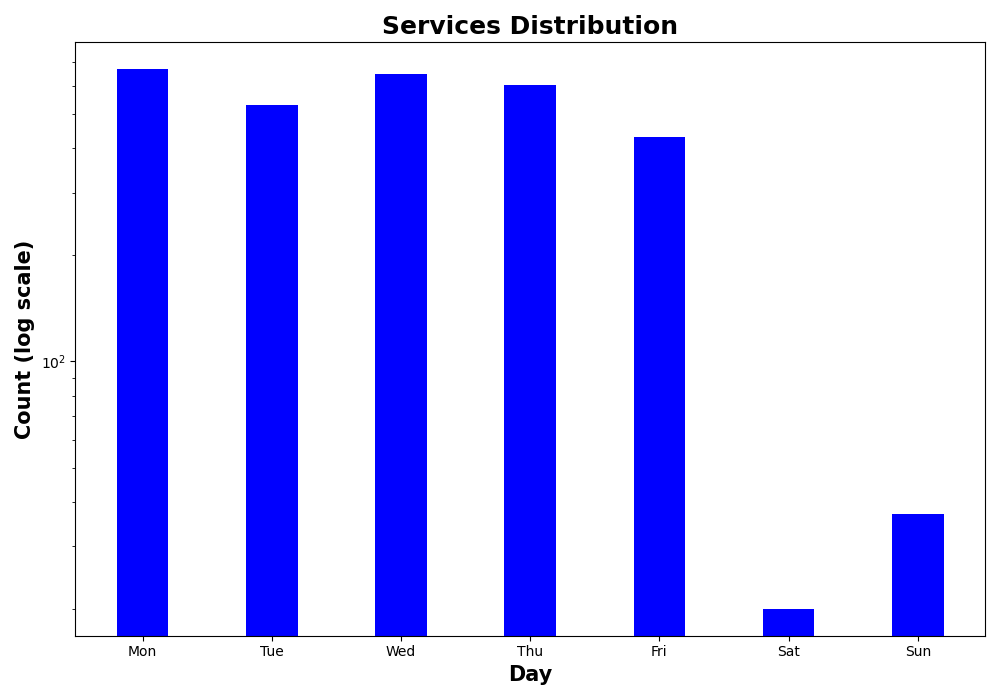 Services Distribution
Count (log scale)
10²
Mon Tue Wed Thu Fri Sat Sun
Day